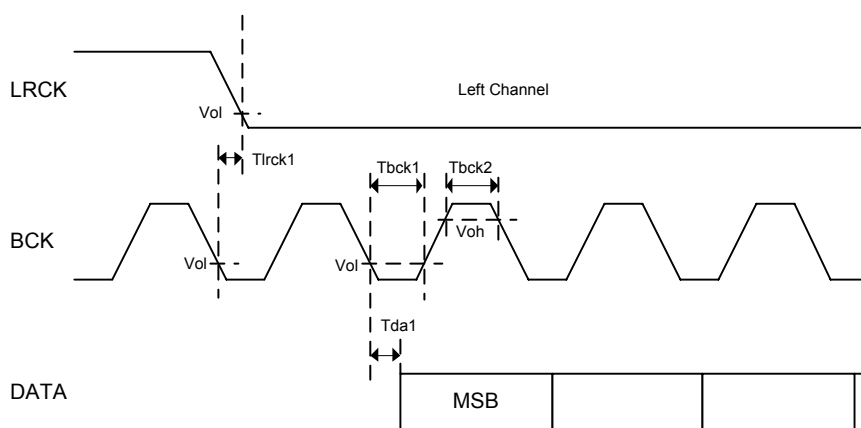 LRCK
Left Channel
Vol
Tlrck1
Tbck1
Tbck2
BCK
Voh
Vol
Vol
Tda1
DATA
MSB